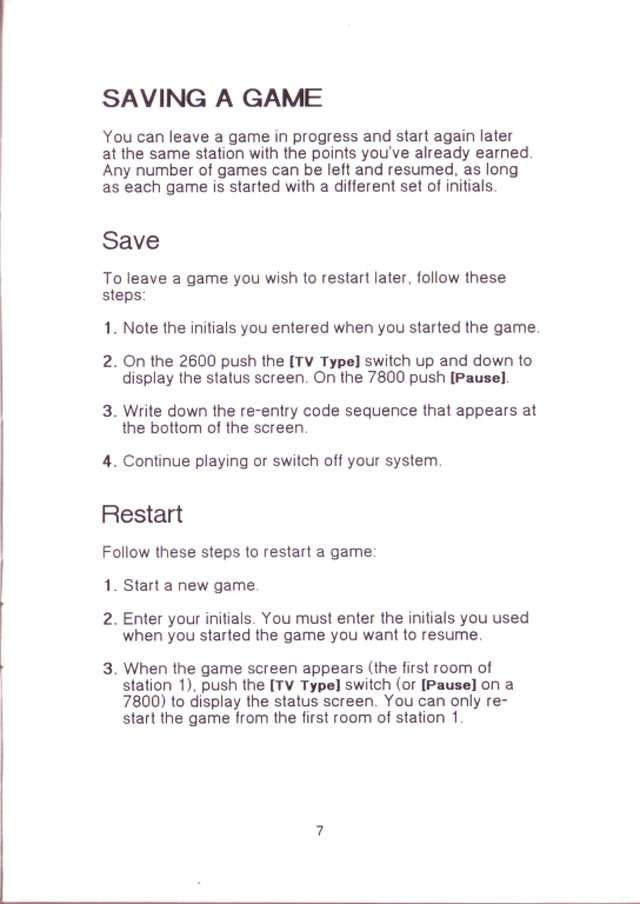 SAVING A GAME
You can leave a game in progress and start again later
at the same station with the points you've already earned.
Any number of games can be left and resumed, as long
as each game is started with a different set of initials.
Save
To leave a game you wish to restart later, follow these
steps:
1. Note the initials you entered when you started the game.
2. On the 2600 push the [TV Type] switch up and down to
display the status screen. On the 7800 push [Pause].
3. Write down the re-entry code sequence that appears at
the bottom of the screen.
4. Continue playing or switch off your system.
Restart
Follow these steps to restart a game:
1. Start a new game.
2. Enter your initials. You must enter the initials you used
when you started the game you want to resume.
3. When the game screen appears (the first room of
station 1), push the [TV Type] switch (or [Pause] on a
7800) to display the status screen. You can only re-
start the game from the first room of station 1.
7